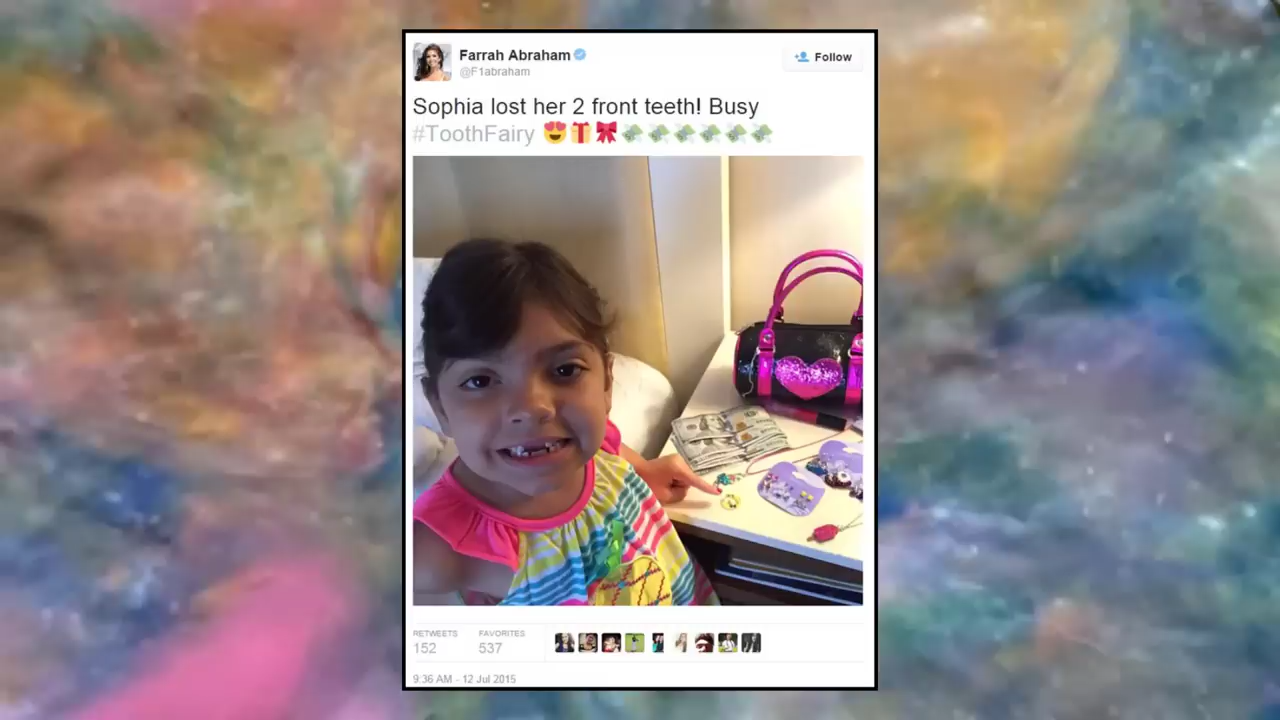 Farrah Abraham
@F1abraham
Follow
Sophia lost her 2 front teeth! Busy
#ToothFairy 😍🎁🎀💸💸💸💸💸💸
RETWEETS FAVORITES
152 537
9:36 AM - 12 Jul 2015